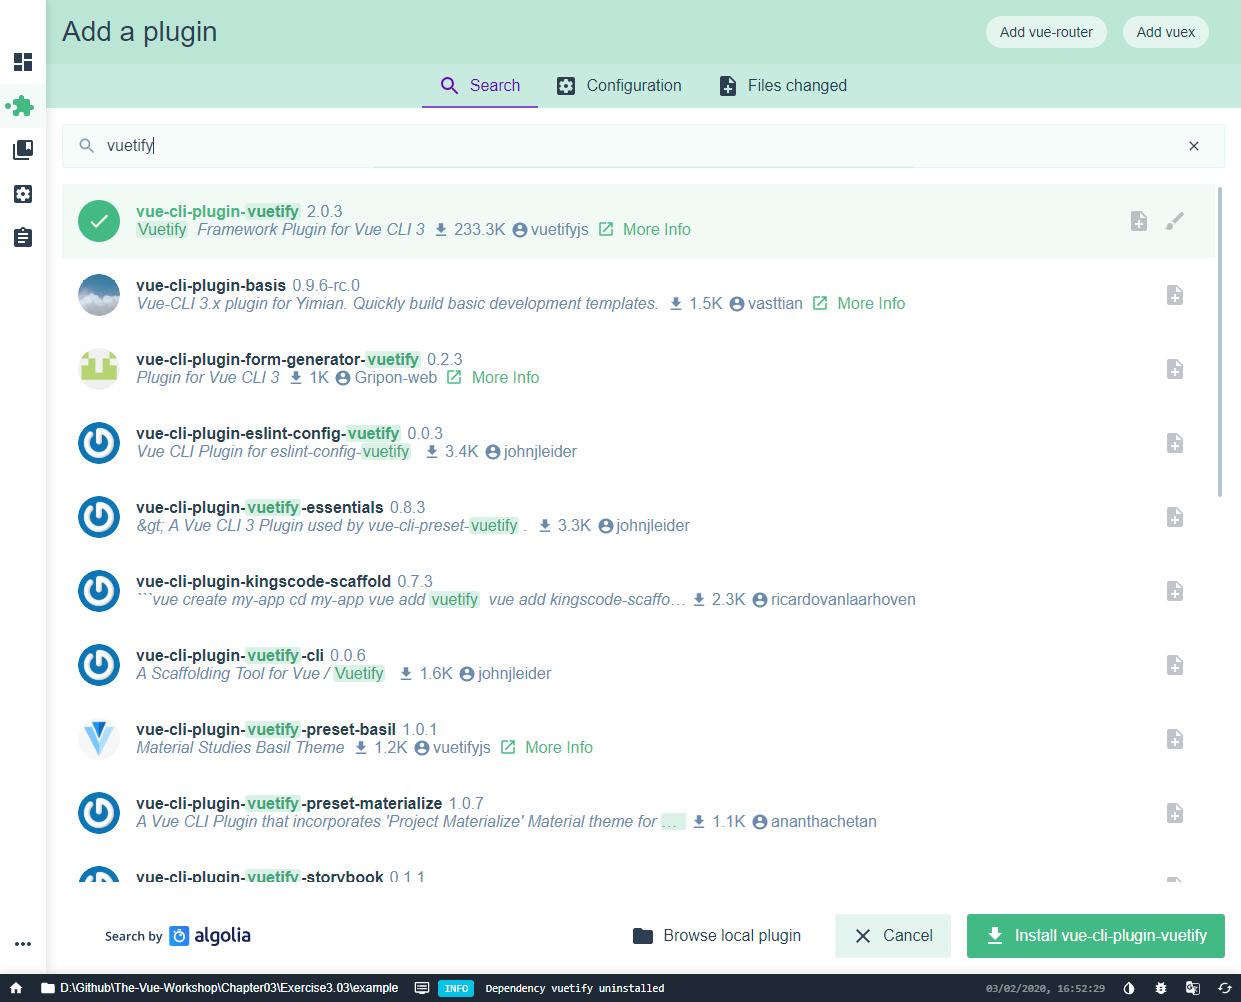 Add a plugin
Add vue-router
Add vuex
Search
Configuration
Files changed
vuetify
vue-cli-plugin-vuetify 2.0.3
Vuetify Framework Plugin for Vue CLI 3 233.3K vuetifyjs More Info
vue-cli-plugin-basis 0.9.6-rc.0
Vue-CLI 3.x plugin for Yimian. Quickly build basic development templates. 1.5K vasttian More Info
vue-cli-plugin-form-generator-vuetify 0.2.3
Plugin for Vue CLI 3 1K Gripon-web More Info
vue-cli-plugin-eslint-config-vuetify 0.0.3
Vue CLI Plugin for eslint-config-vuetify 3.4K johnjleider
vue-cli-plugin-vuetify-essentials 0.8.3
&gt; A Vue CLI 3 Plugin used by vue-cli-preset-vuetify . 3.3K johnjleider
vue-cli-plugin-kingscode-scaffold 0.7.3
```vue create my-app cd my-app vue add vuetify vue add kingscode-scaffo… 2.3K ricardovanlaarhoven
vue-cli-plugin-vuetify-cli 0.0.6
A Scaffolding Tool for Vue / Vuetify 1.6K johnjleider
vue-cli-plugin-vuetify-preset-basil 1.0.1
Material Studies Basil Theme 1.2K vuetifyjs More Info
vue-cli-plugin-vuetify-preset-materialize 1.0.7
A Vue CLI Plugin that incorporates 'Project Materialize' Material theme for … 1.1K ananthachetan
vue-cli-plugin-vuetify-storybook 0.1.1
Search by algolia
Browse local plugin
Cancel
Install vue-cli-plugin-vuetify
D:\Github\The-Vue-Workshop\Chapter03\Exercise3.03\example
INFO
Dependency vuetify uninstalled
03/02/2020, 16:52:29